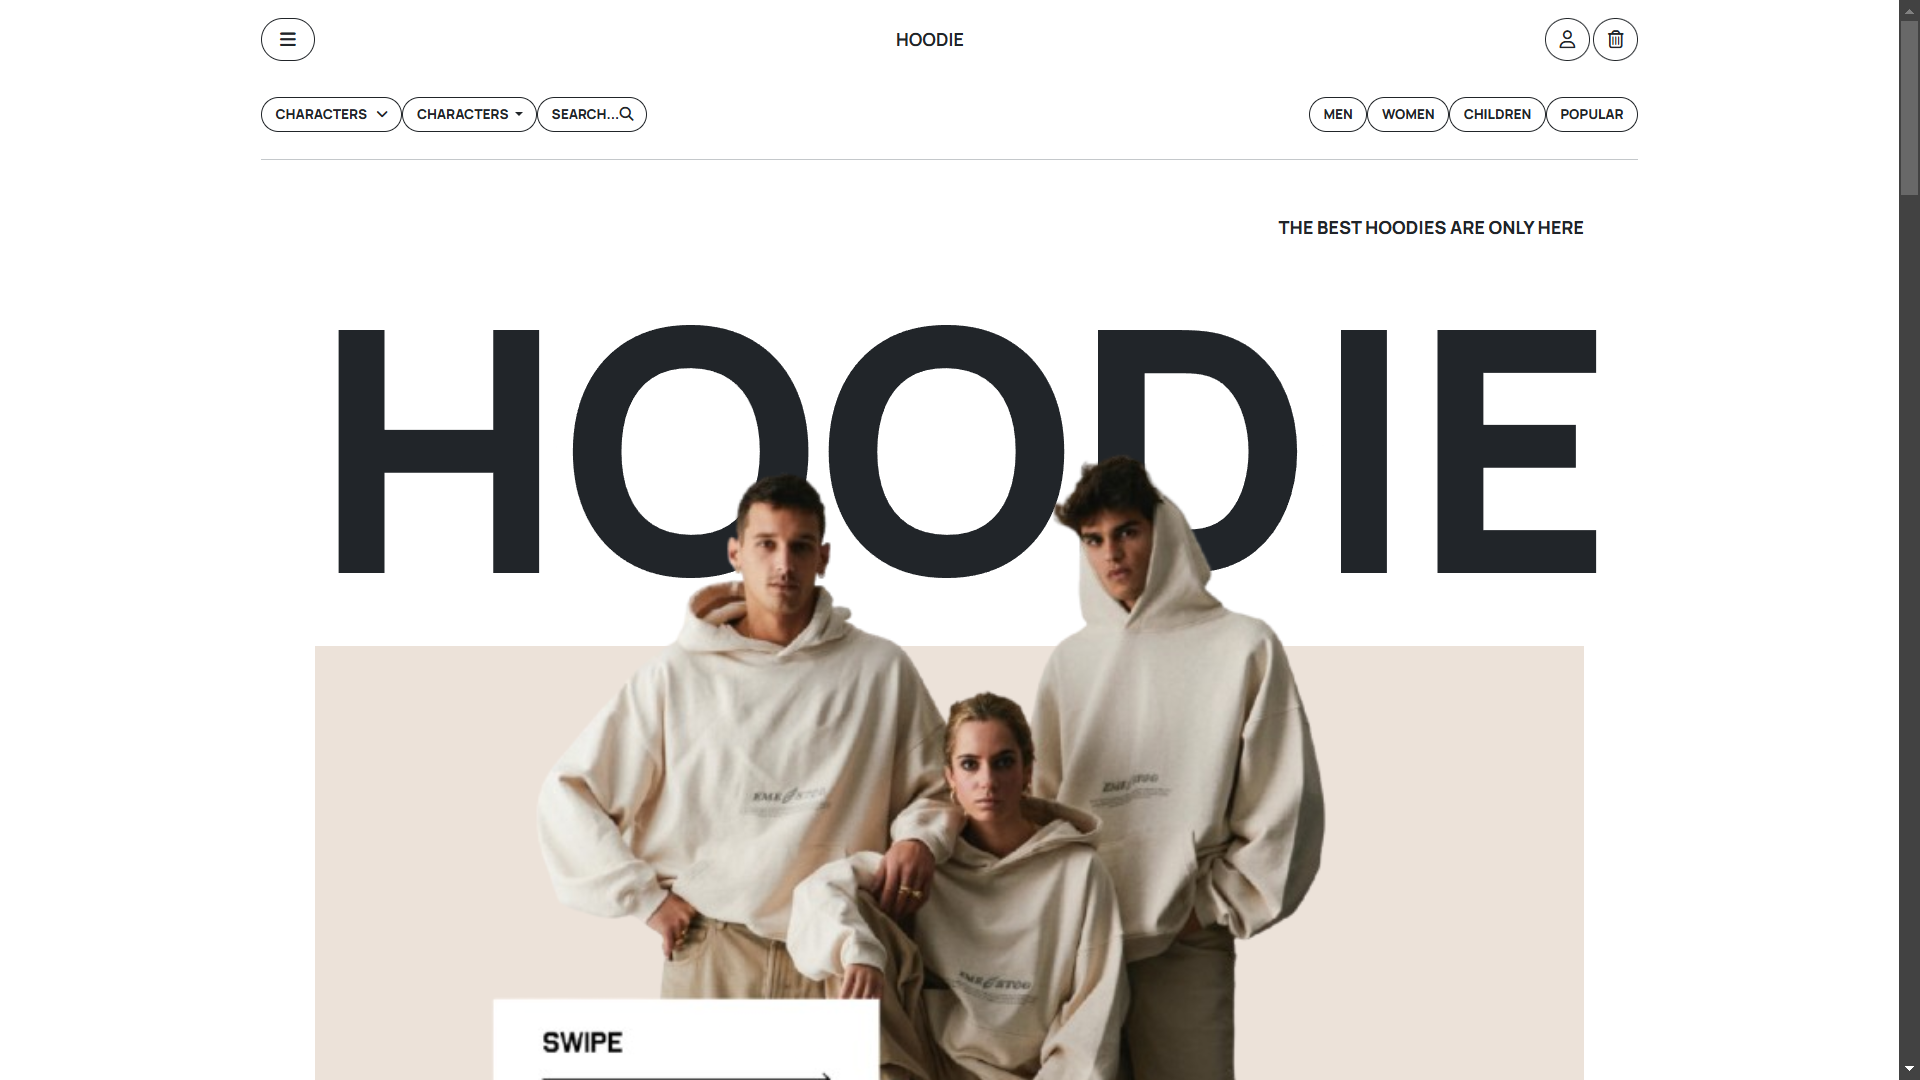 HOODIE
CHARACTERS CHARACTERS SEARCH... MEN WOMEN CHILDREN POPULAR
THE BEST HOODIES ARE ONLY HERE
HOODIE
SWIPE